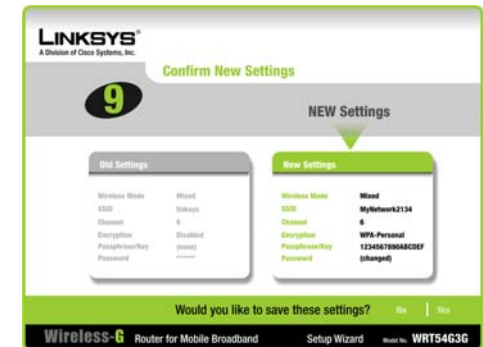 LINKSYS®
A Division of Cisco Systems, Inc.
Confirm New Settings
9
NEW Settings
Old Settings
Wireless Mode Mixed
SSID linksys
Channel 6
Encryption Disabled
Passphrase/Key (none)
Password ******
New Settings
Wireless Mode Mixed
SSID MyNetwork2134
Channel 6
Encryption WPA-Personal
Passphrase/Key 1234567890ABCDEF
Password (changed)
Would you like to save these settings? No | Yes
Wireless-G Router for Mobile Broadband Setup Wizard Model No. WRT54G3G